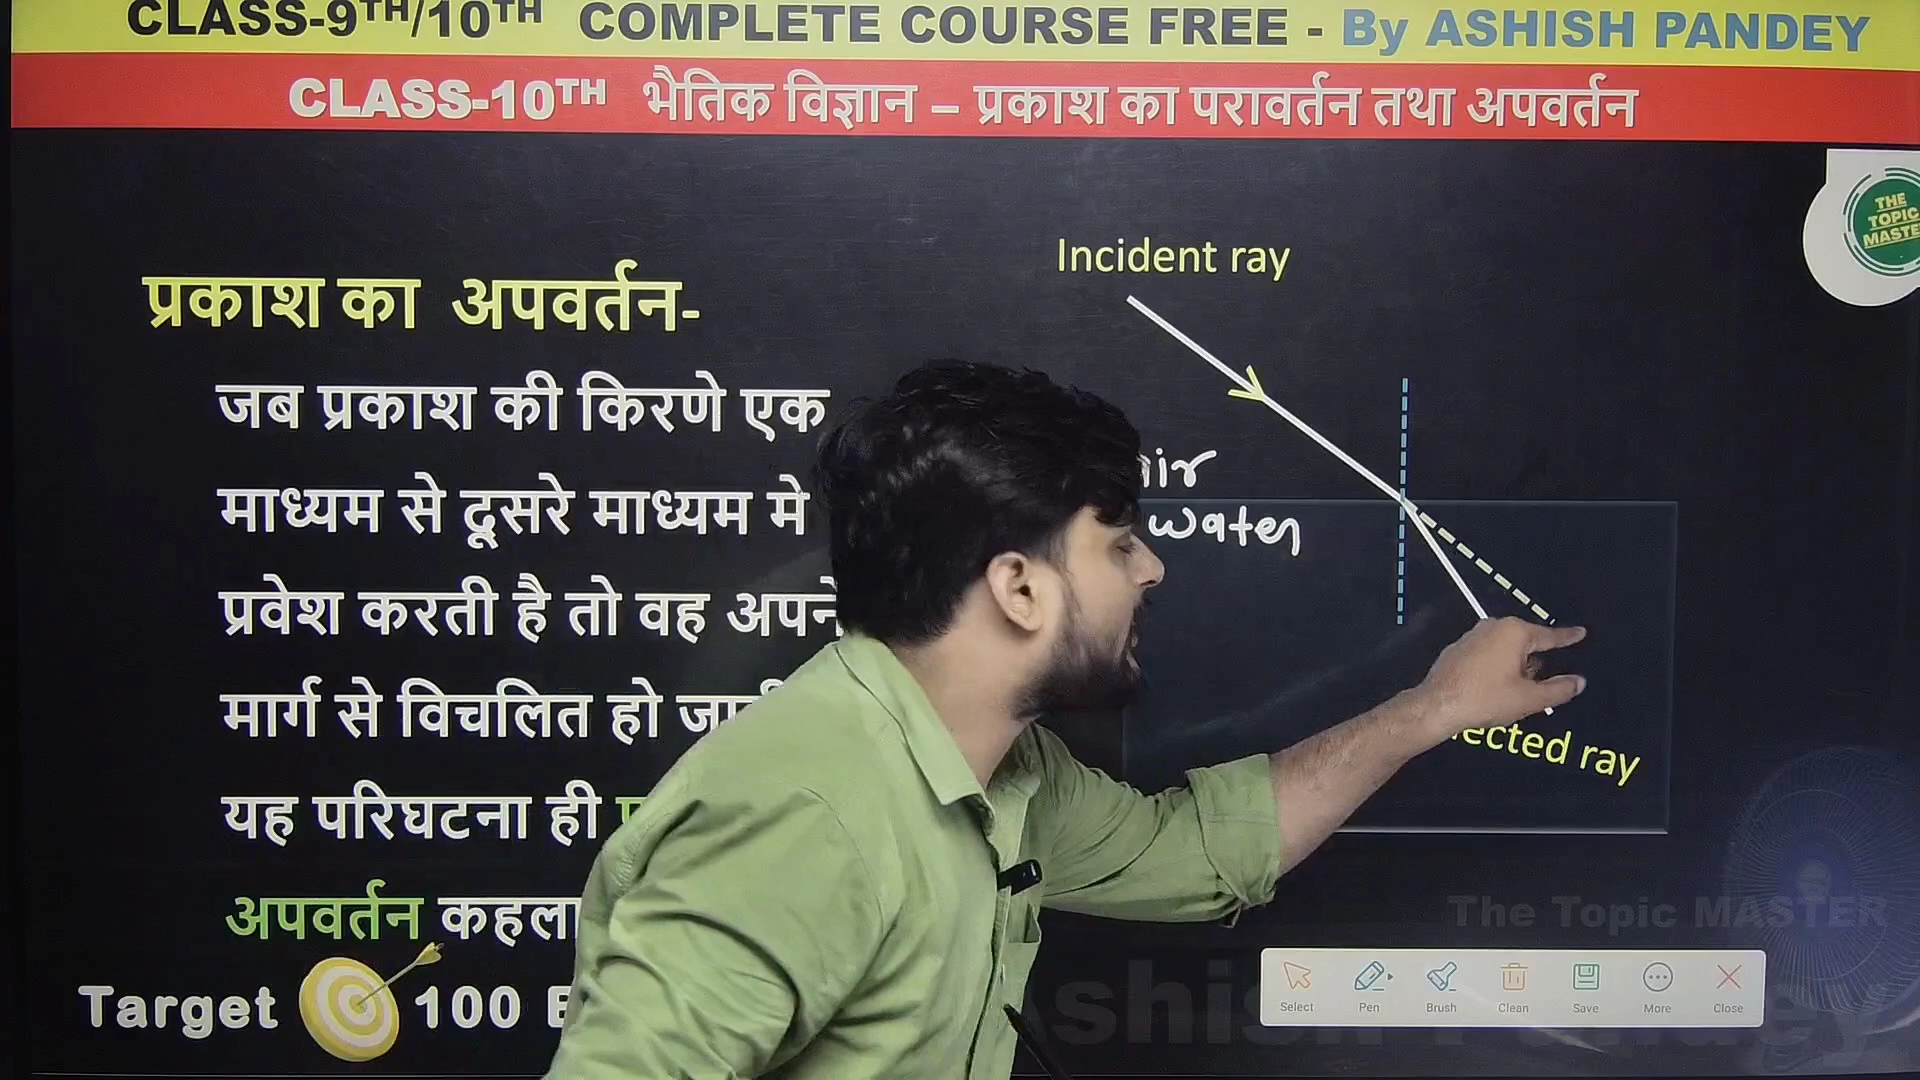 CLASS-9TH/10TH COMPLETE COURSE FREE - By ASHISH PANDEY
CLASS-10TH भैतिक विज्ञान – प्रकाश का परावर्तन तथा अपवर्तन
THE
TOPIC
Incident ray
प्रकाश का अपवर्तन-
जब प्रकाश की किरणे एक
माध्यम से दूसरे माध्यम मे
प्रवेश करती है तो वह अपने
मार्ग से विचलित हो
यह परिघटना ही
अपवर्तन
air
water
ray
The Topic MASTER
Target 100
Select Pen Brush Clean Save More Close